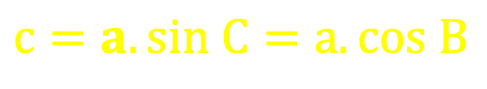 c = a. sin C = a. cos B